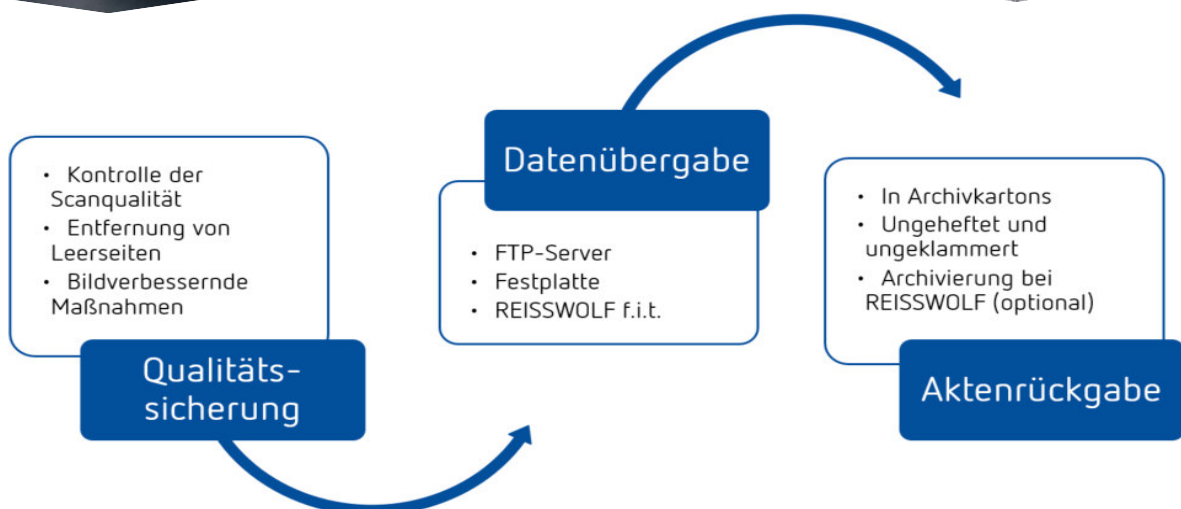 • Kontrolle der
Scanqualität
• Entfernung von
Leerseiten
• Bildverbessernde
Maßnahmen
Qualitäts-
sicherung
Datenübergabe
• FTP-Server
• Festplatte
• REISSWOLF f.i.t.
• In Archivkartons
• Ungeheftet und
ungeklammert
• Archivierung bei
REISSWOLF (optional)
Aktenrückgabe